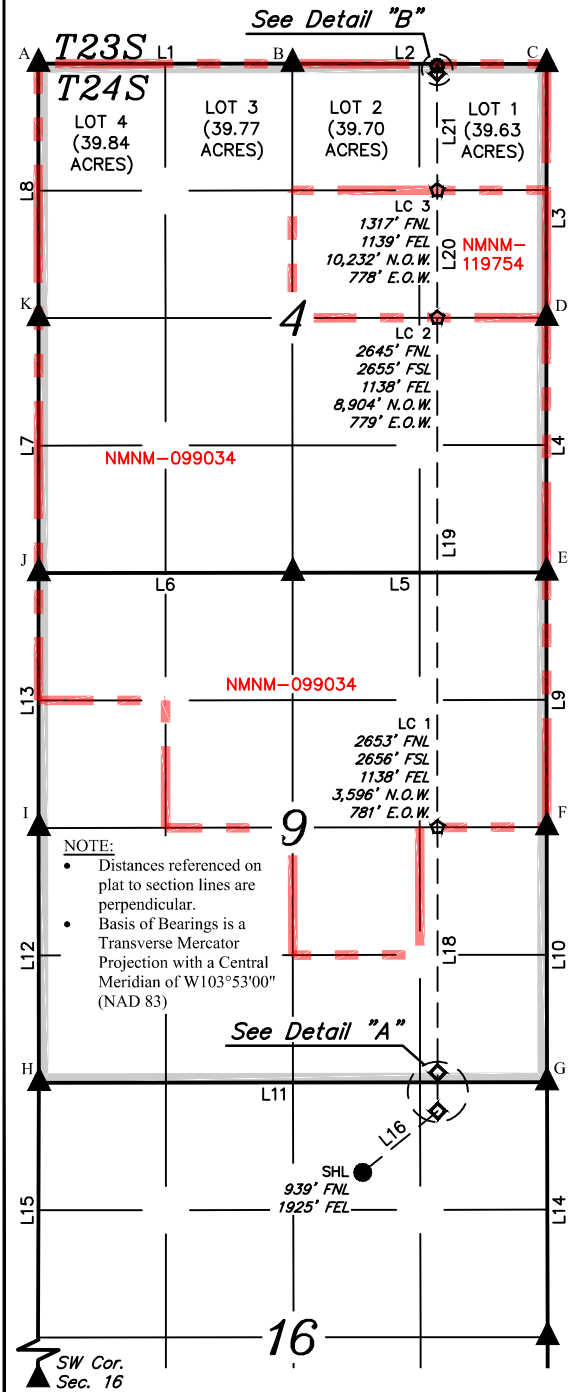 See Detail "B"
A
T23S
L1
B
L2
C
T24S
LOT 4
(39.84
ACRES)
LOT 3
(39.77
ACRES)
LOT 2
(39.70
ACRES)
LOT 1
(39.63
ACRES)
L21
L8
L3
LC 3
1317' FNL
1139' FEL
10,232' N.O.W.
778' E.O.W.
L20
NMNM-
119754
K
4
D
LC 2
2645' FNL
2655' FSL
1138' FEL
8,904' N.O.W.
779' E.O.W.
L7
NMNM-099034
L4
L19
J
L6
L5
E
NMNM-099034
L13
L9
LC 1
2653' FNL
2656' FSL
1138' FEL
3,596' N.O.W.
781' E.O.W.
I
9
F
NOTE:
• Distances referenced on
plat to section lines are
perpendicular.
• Basis of Bearings is a
Transverse Mercator
Projection with a Central
Meridian of W103°53'00"
(NAD 83)
L12
L18
L10
See Detail "A"
H
L11
G
L16
SHL
939' FNL
1925' FEL
L15
L14
16
SW Cor.
Sec. 16